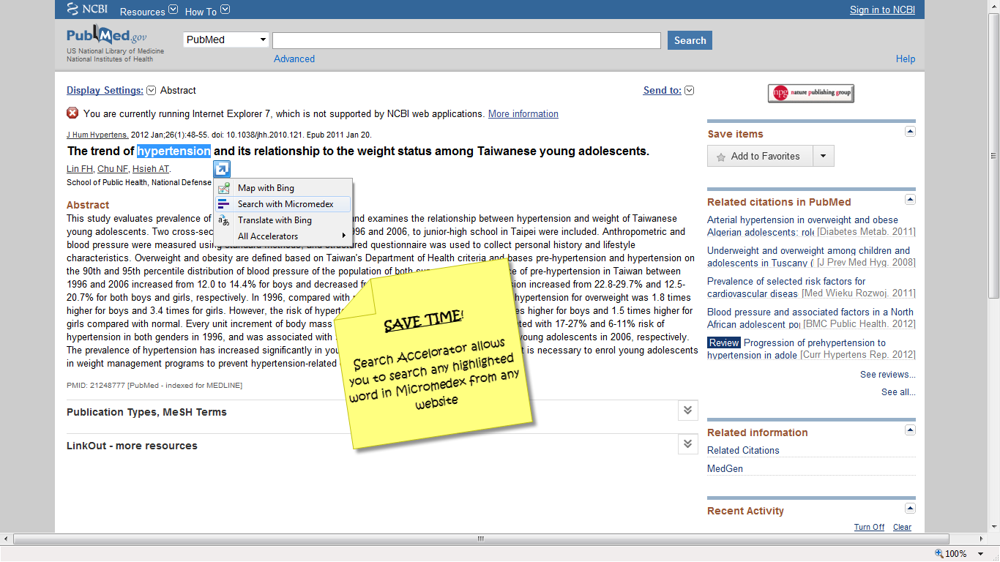 NCBI Resources How To Sign in to NCBI
PubMed.gov
US National Library of Medicine
National Institutes of Health
PubMed
Search
Advanced
Help
Display Settings: Abstract
Send to:
You are currently running Internet Explorer 7, which is not supported by NCBI web applications. More information
J Hum Hypertens. 2012 Jan;26(1):48-55. doi: 10.1038/jhh.2010.121. Epub 2011 Jan 20.
The trend of hypertension and its relationship to the weight status among Taiwanese young adolescents.
Lin FH, Chu NF, Hsieh AT.
School of Public Health, National Defense
Map with Bing
Search with Micromedex
Translate with Bing
All Accelerators
Abstract
This study evaluates prevalence of and examines the relationship between hypertension and weight of Taiwanese
young adolescents. Two cross-sec 1996 and 2006, to junior-high school in Taipei were included. Anthropometric and
blood pressure were measured using standard methods, and structured questionnaire was used to collect personal history and lifestyle
characteristics. Overweight and obesity are defined based on Taiwan's Department of Health criteria and bases pre-hypertension and hypertension on
the 90th and 95th percentile distribution of blood pressure of the population of both of pre-hypertension in Taiwan between
1996 and 2006 increased from 12.0 to 14.4% for boys and decreased increased from 22.8-29.7% and 12.5-
20.7% for both boys and girls, respectively. In 1996, compared with hypertension for overweight was 1.8 times
higher for boys and 3.4 times for girls. However, the risk of higher for boys and 1.5 times higher for
girls compared with normal. Every unit increment of body mass with 17-27% and 6-11% risk of
hypertension in both genders in 1996, and was associated with young adolescents in 2006, respectively.
The prevalence of hypertension has increased significantly in is necessary to enrol young adolescents
in weight management programs to prevent hypertension-related
PMID: 21248777 [PubMed - indexed for MEDLINE]
Publication Types, MeSH Terms
LinkOut - more resources
SAVE TIME!
Search Accelorator allows
you to search any highlighted
word in Micromedex from any
website
npg nature publishing group
Save items
Add to Favorites
Related citations in PubMed
Arterial hypertension in overweight and obese
Algerian adolescents: role [Diabetes Metab. 2011]
Underweight and overweight among children and
adolescents in Tuscany ( [J Prev Med Hyg. 2008]
Prevalence of selected risk factors for
cardiovascular diseas [Med Wieku Rozwoj. 2011]
Blood pressure and associated factors in a North
African adolescent po [BMC Public Health. 2012]
Review Progression of prehypertension to
hypertension in adole [Curr Hypertens Rep. 2012]
See reviews...
See all...
Related information
Related Citations
MedGen
Recent Activity
Turn Off Clear
100%